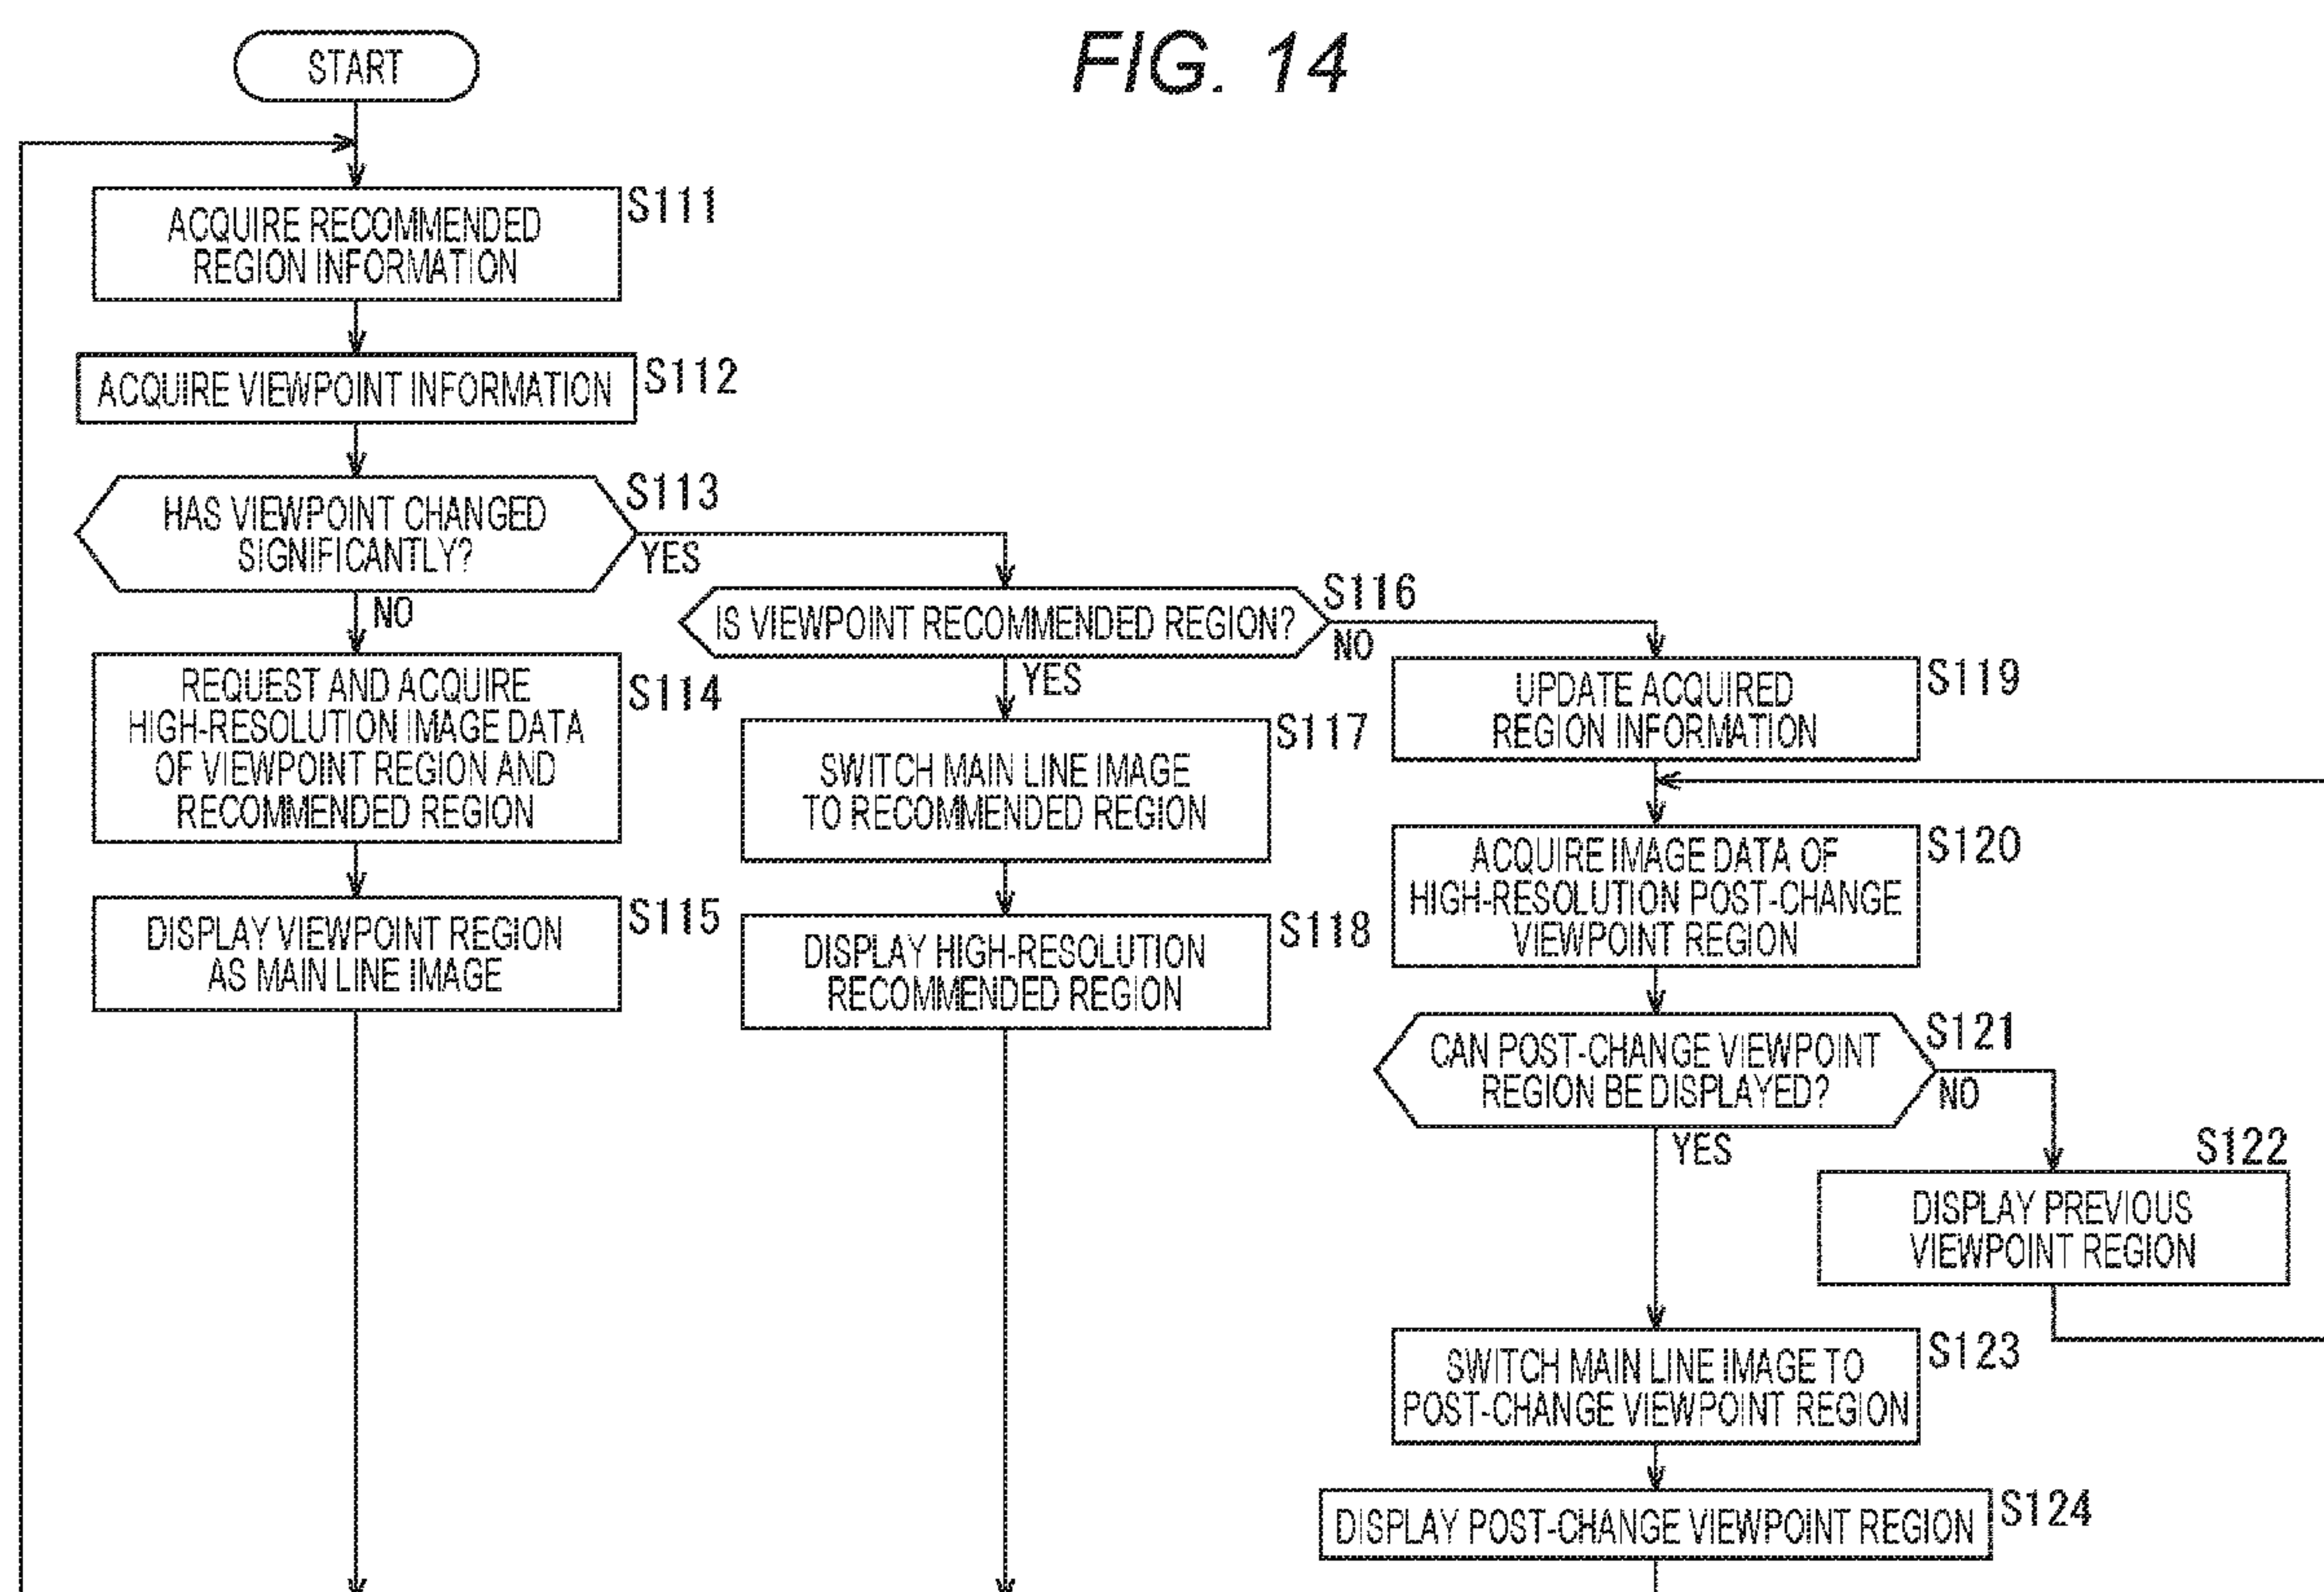 FIG. 14
START
ACQUIRE RECOMMENDED
REGION INFORMATION
S111
ACQUIRE VIEWPOINT INFORMATION
S112
HAS VIEWPOINT CHANGED
SIGNIFICANTLY?
S113
YES
NO
REQUEST AND ACQUIRE
HIGH-RESOLUTION IMAGE DATA
OF VIEWPOINT REGION AND
RECOMMENDED REGION
S114
DISPLAY VIEWPOINT REGION
AS MAIN LINE IMAGE
S115
IS VIEWPOINT RECOMMENDED REGION?
S116
NO
YES
SWITCH MAIN LINE IMAGE
TO RECOMMENDED REGION
S117
DISPLAY HIGH-RESOLUTION
RECOMMENDED REGION
S118
UPDATE ACQUIRED
REGION INFORMATION
S119
ACQUIRE IMAGE DATA OF
HIGH-RESOLUTION POST-CHANGE
VIEWPOINT REGION
S120
CAN POST-CHANGE VIEWPOINT
REGION BE DISPLAYED?
S121
NO
YES
S122
DISPLAY PREVIOUS
VIEWPOINT REGION
SWITCH MAIN LINE IMAGE TO
POST-CHANGE VIEWPOINT REGION
S123
DISPLAY POST-CHANGE VIEWPOINT REGION
S124